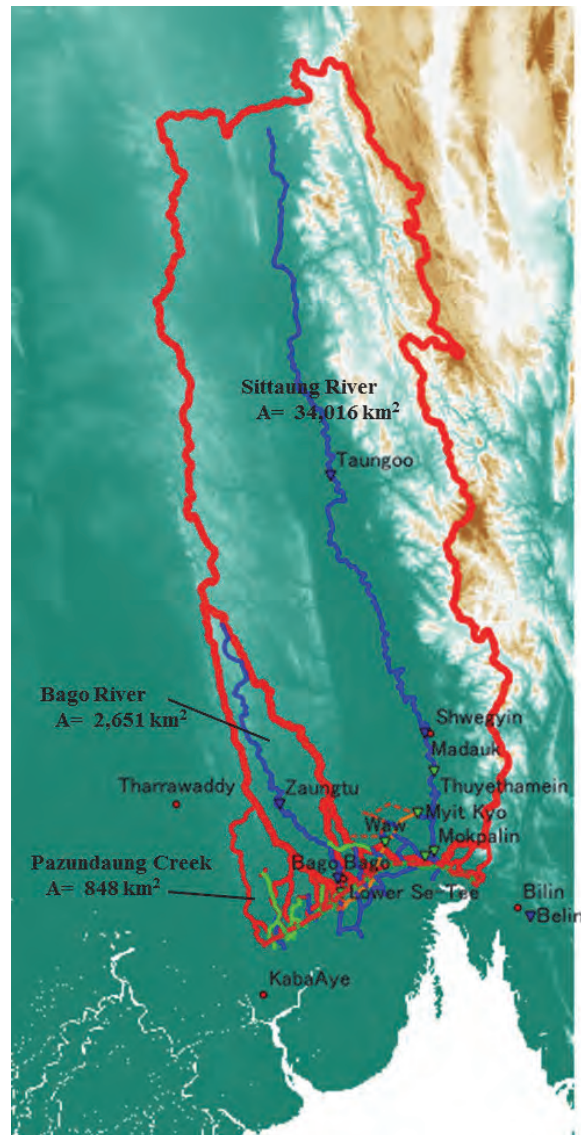 Sittaung River
A= 34,016 km²
Taungoo
Bago River
A= 2,651 km²
Shwegyin
Madauk
Tharrawaddy
Zaungtu
Thuyethamein
Myit Kyo
Waw
Mokpalin
Pazundaung Creek
A= 848 km²
Bago Bago
Lower Se-Tee
Bilin
Belin
KabaAye